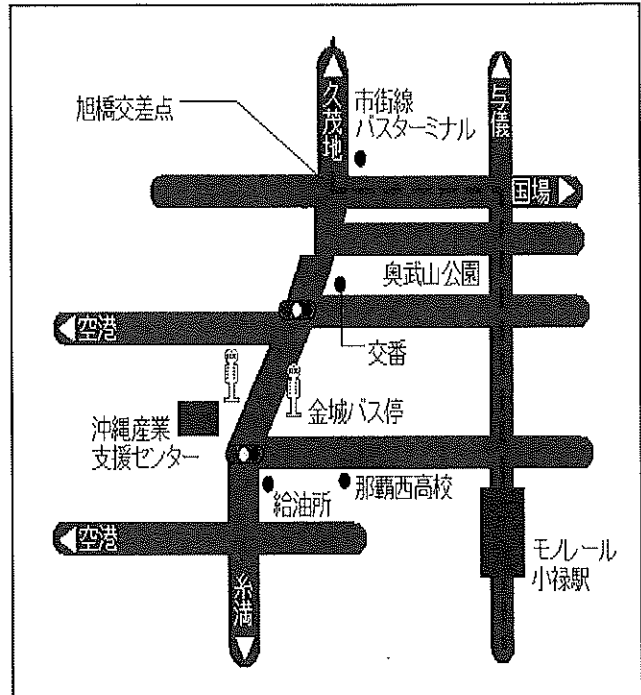 久茂地
市街線
バスターミナル
与儀
旭橋交差点
国場
奥武山公園
空港
交番
金城バス停
沖縄産業
支援センター
給油所
那覇西高校
空港
モノレール
小禄駅
糸満